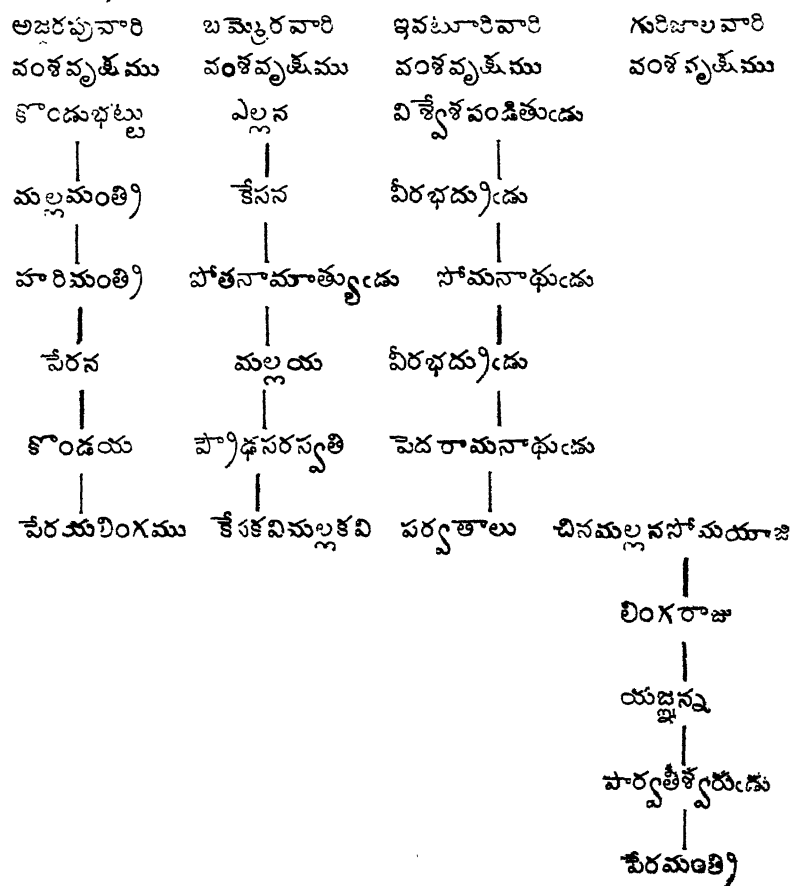 అజ్జరపువారి బమ్మెరవారి ఇవటూరివారి గురిజాలవారి
వంశవృక్షము వంశవృక్షము వంశవృక్షము వంశవృక్షము
కొండుభట్టు ఎల్లన విశ్వేశపండితుఁడు
మల్లమంత్రి కేసన వీరభద్రుఁడు
హరిమంత్రి పోతనామాత్యుఁడు సోమనాథుఁడు
పేరన మల్లయ వీరభద్రుఁడు
కొండయ ప్రౌఢసరస్వతి పెదరామనాథుఁడు
పేరయలింగము కేసకవిమల్లకవి పర్వతాలు చినమల్లనసోమయాజి
లింగరాజు
యజ్ఞన్న
పార్వతీశ్వరుఁడు
పేరమంత్రి